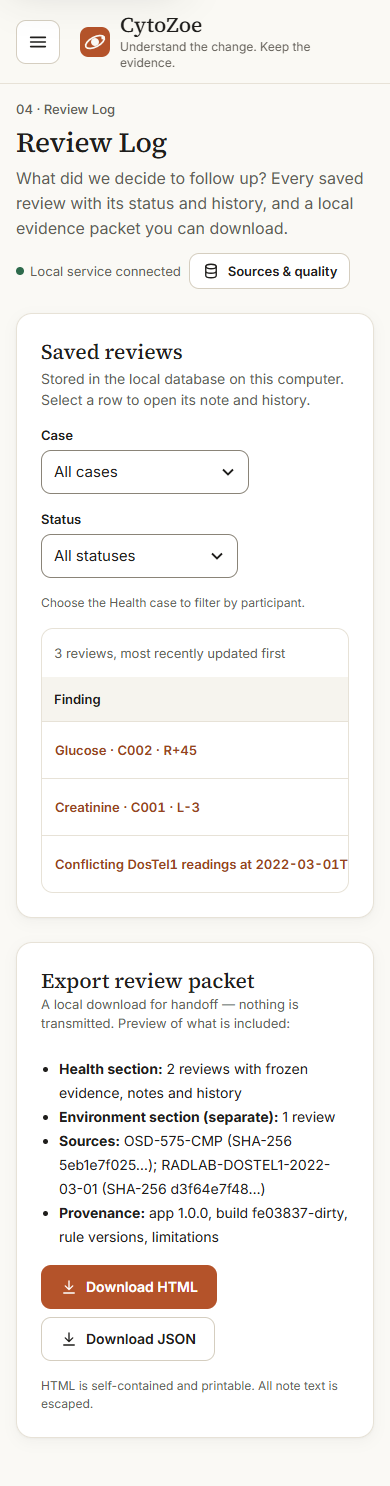 CytoZoe
Understand the change. Keep the
evidence.
04 · Review Log
Review Log
What did we decide to follow up? Every saved
review with its status and history, and a local
evidence packet you can download.
Local service connected
Sources & quality
Saved reviews
Stored in the local database on this computer.
Select a row to open its note and history.
Case
All cases
Status
All statuses
Choose the Health case to filter by participant.
3 reviews, most recently updated first
Finding
Glucose · C002 · R+45
Creatinine · C001 · L-3
Conflicting DosTel1 readings at 2022-03-01T
Export review packet
A local download for handoff — nothing is
transmitted. Preview of what is included:
• Health section: 2 reviews with frozen
evidence, notes and history
• Environment section (separate): 1 review
• Sources: OSD-575-CMP (SHA-256
5eb1e7f025…); RADLAB-DOSTEL1-2022-
03-01 (SHA-256 d3f64e7f48…)
• Provenance: app 1.0.0, build fe03837-dirty,
rule versions, limitations
Download HTML
Download JSON
HTML is self-contained and printable. All note text is
escaped.